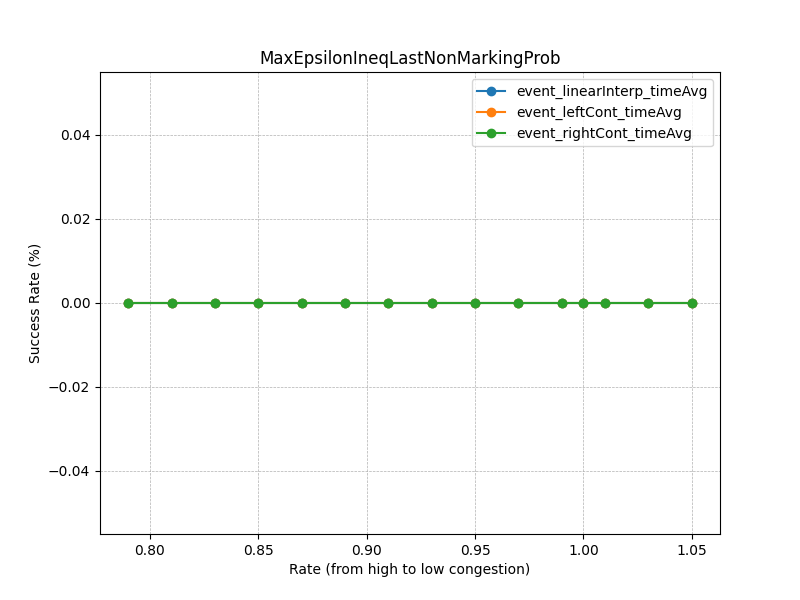 MaxEpsilonIneqLastNonMarkingProb
event_linearInterp_timeAvg
event_leftCont_timeAvg
event_rightCont_timeAvg
Success Rate (%)
0.04
0.02
0.00
−0.02
−0.04
0.80 0.85 0.90 0.95 1.00 1.05
Rate (from high to low congestion)